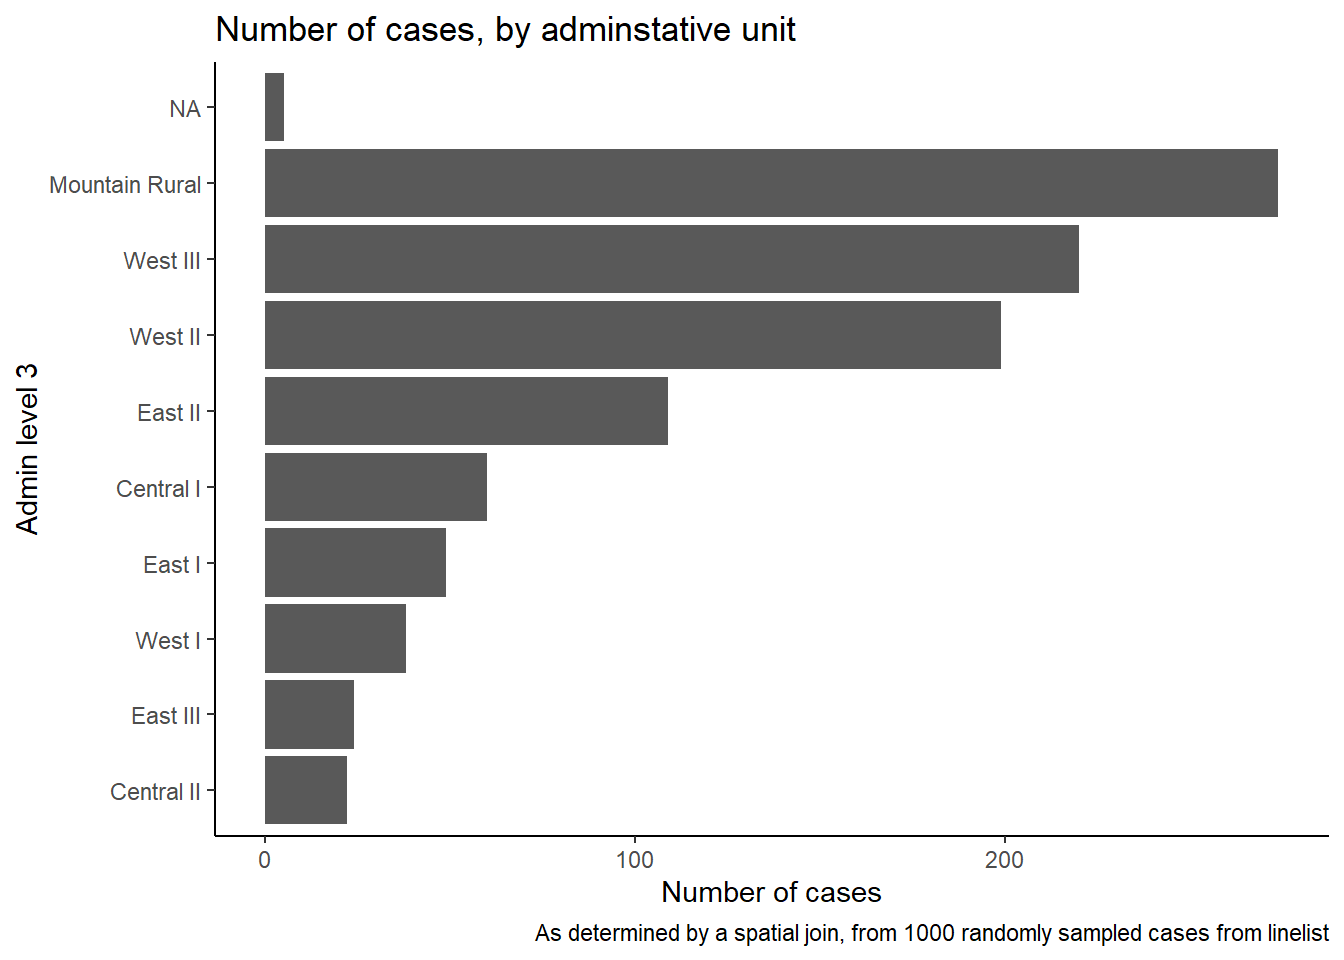 Number of cases, by adminstative unit
NA
Mountain Rural
West III
West II
East II
Central I
East I
West I
East III
Central II
Admin level 3
0 100 200
Number of cases
As determined by a spatial join, from 1000 randomly sampled cases from linelist